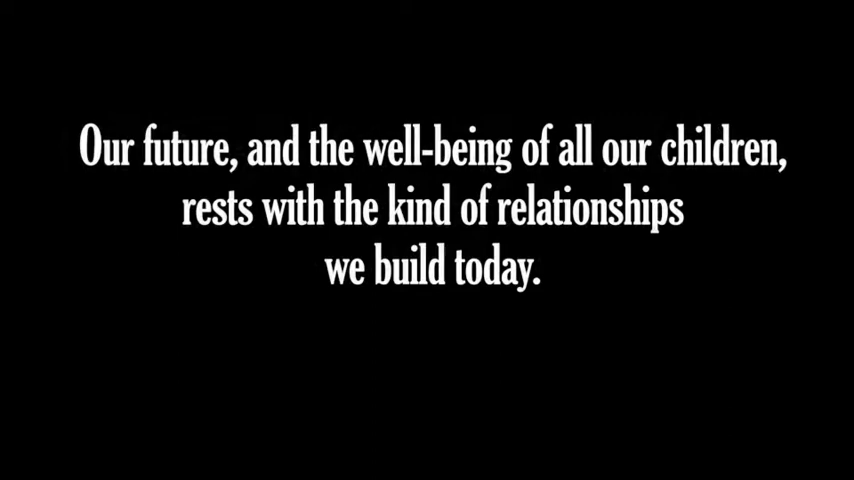 Our future, and the well-being of all our children,
rests with the kind of relationships
we build today.